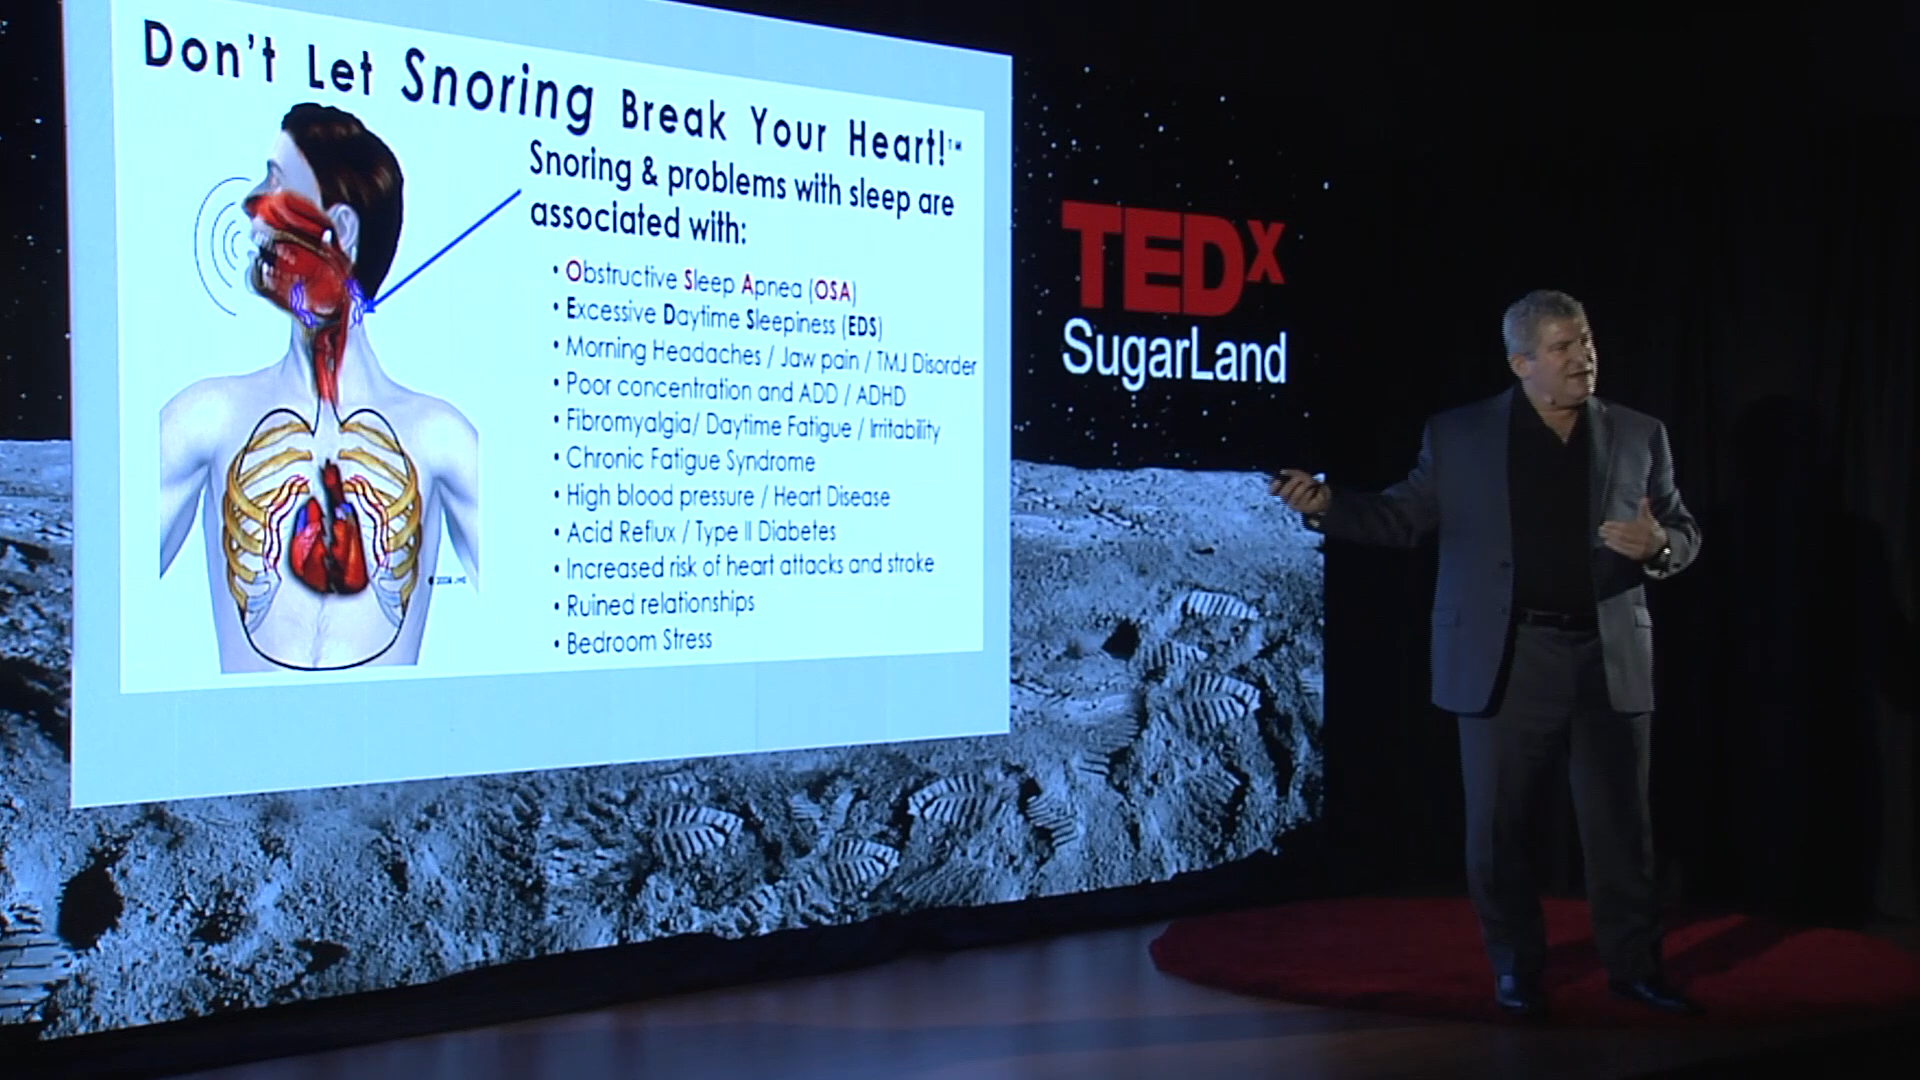 Don't Let Snoring Break Your Heart!™
Snoring & problems with sleep are
associated with:
• Obstructive Sleep Apnea (OSA)
• Excessive Daytime Sleepiness (EDS)
• Morning Headaches / Jaw pain / TMJ Disorder
• Poor concentration and ADD / ADHD
• Fibromyalgia/ Daytime Fatigue / Irritability
• Chronic Fatigue Syndrome
• High blood pressure / Heart Disease
• Acid Reflux / Type II Diabetes
• Increased risk of heart attacks and stroke
• Ruined relationships
• Bedroom Stress
TEDx
SugarLand